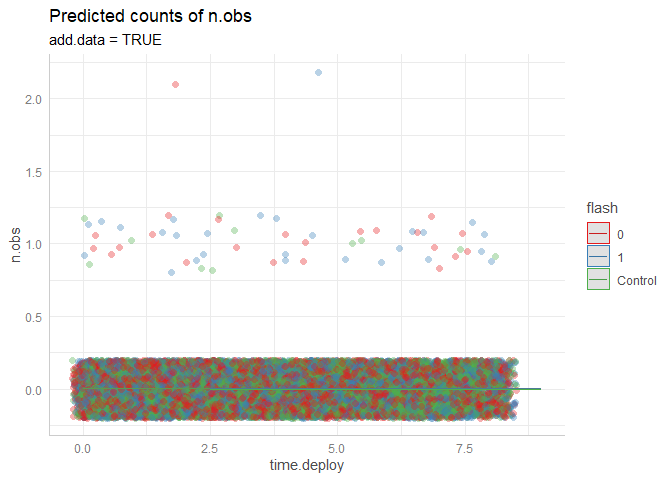 Predicted counts of n.obs
add.data = TRUE
2.0
1.5
1.0
0.5
0.0
n.obs
0.0 2.5 5.0 7.5
time.deploy
flash
0
1
Control